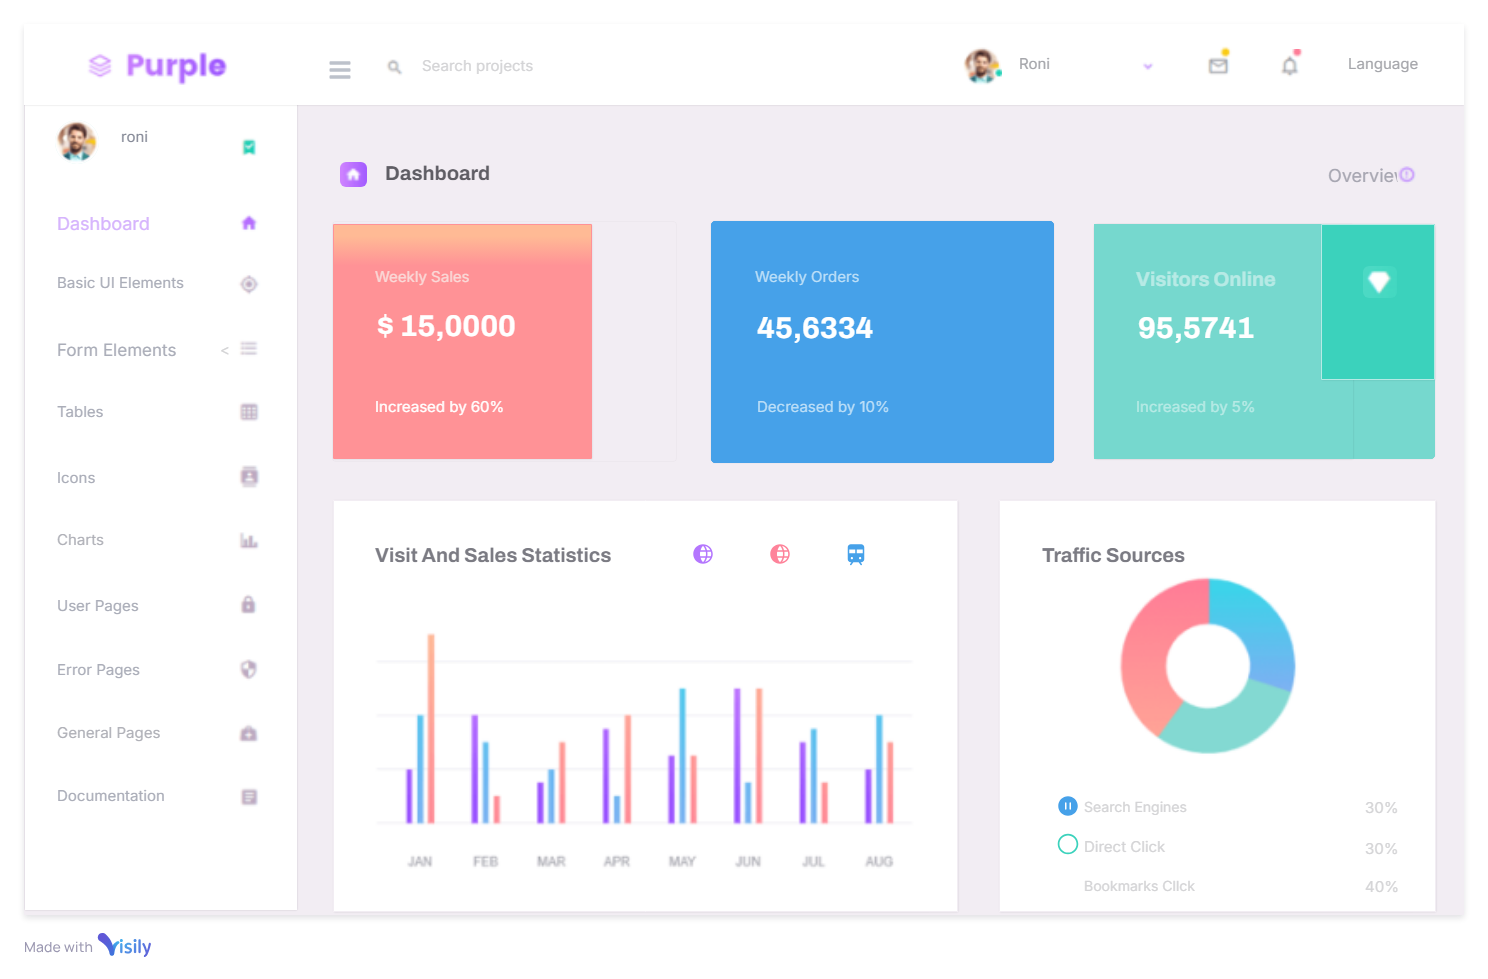 Purple
Search projects
Roni
Language
roni
Dashboard
Basic UI Elements
Form Elements <
Tables
Icons
Charts
User Pages
Error Pages
General Pages
Documentation
Dashboard
Overview
Weekly Sales
$ 15,0000
Increased by 60%
Weekly Orders
45,6334
Decreased by 10%
Visitors Online
95,5741
Increased by 5%
Visit And Sales Statistics
JAN FEB MAR APR MAY JUN JUL AUG
Traffic Sources
Search Engines 30%
Direct Click 30%
Bookmarks Cllck 40%
Made with Visily